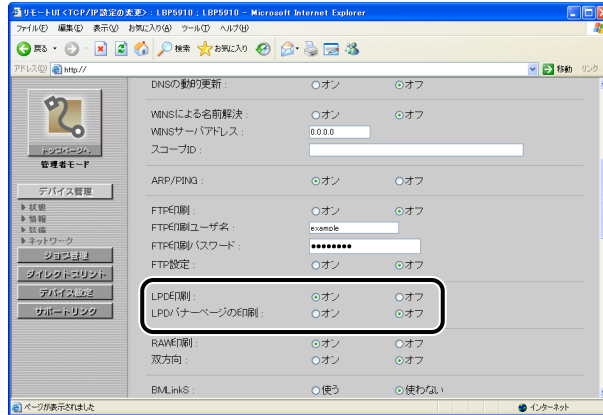 リモートUI <TCP/IP設定の変更> : LBP5910 ; LBP5910 - Microsoft Internet Explorer
ファイル(F) 編集(E) 表示(V) お気に入り(A) ツール(T) ヘルプ(H)
戻る 検索 お気に入り
アドレス(D) http:// 移動 リンク
トップページへ
管理者モード
デバイス管理
状態
情報
装備
ネットワーク
ジョブ管理
ダイレクトプリント
デバイス設定
サポートリンク
DNSの動的更新 : オン オフ
WINSによる名前解決 : オン オフ
WINSサーバアドレス : 0.0.0.0
スコープID :
ARP/PING : オン オフ
FTP印刷 : オン オフ
FTP印刷ユーザ名 : example
FTP印刷パスワード : ●●●●●●●●
FTP設定 : オン オフ
LPD印刷 : オン オフ
LPDバナーページの印刷 : オン オフ
RAW印刷 : オン オフ
双方向 : オン オフ
BMLinkS : 使う 使わない
ページが表示されました インターネット